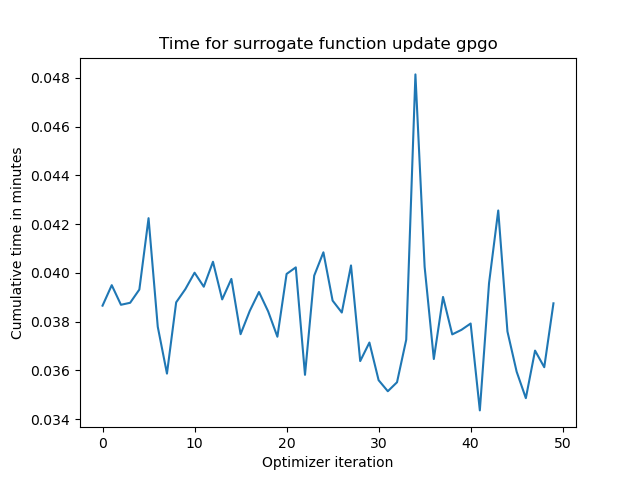 Time for surrogate function update gpgo
0.048
0.046
0.044
0.042
0.040
0.038
0.036
0.034
Cumulative time in minutes
0 10 20 30 40 50
Optimizer iteration